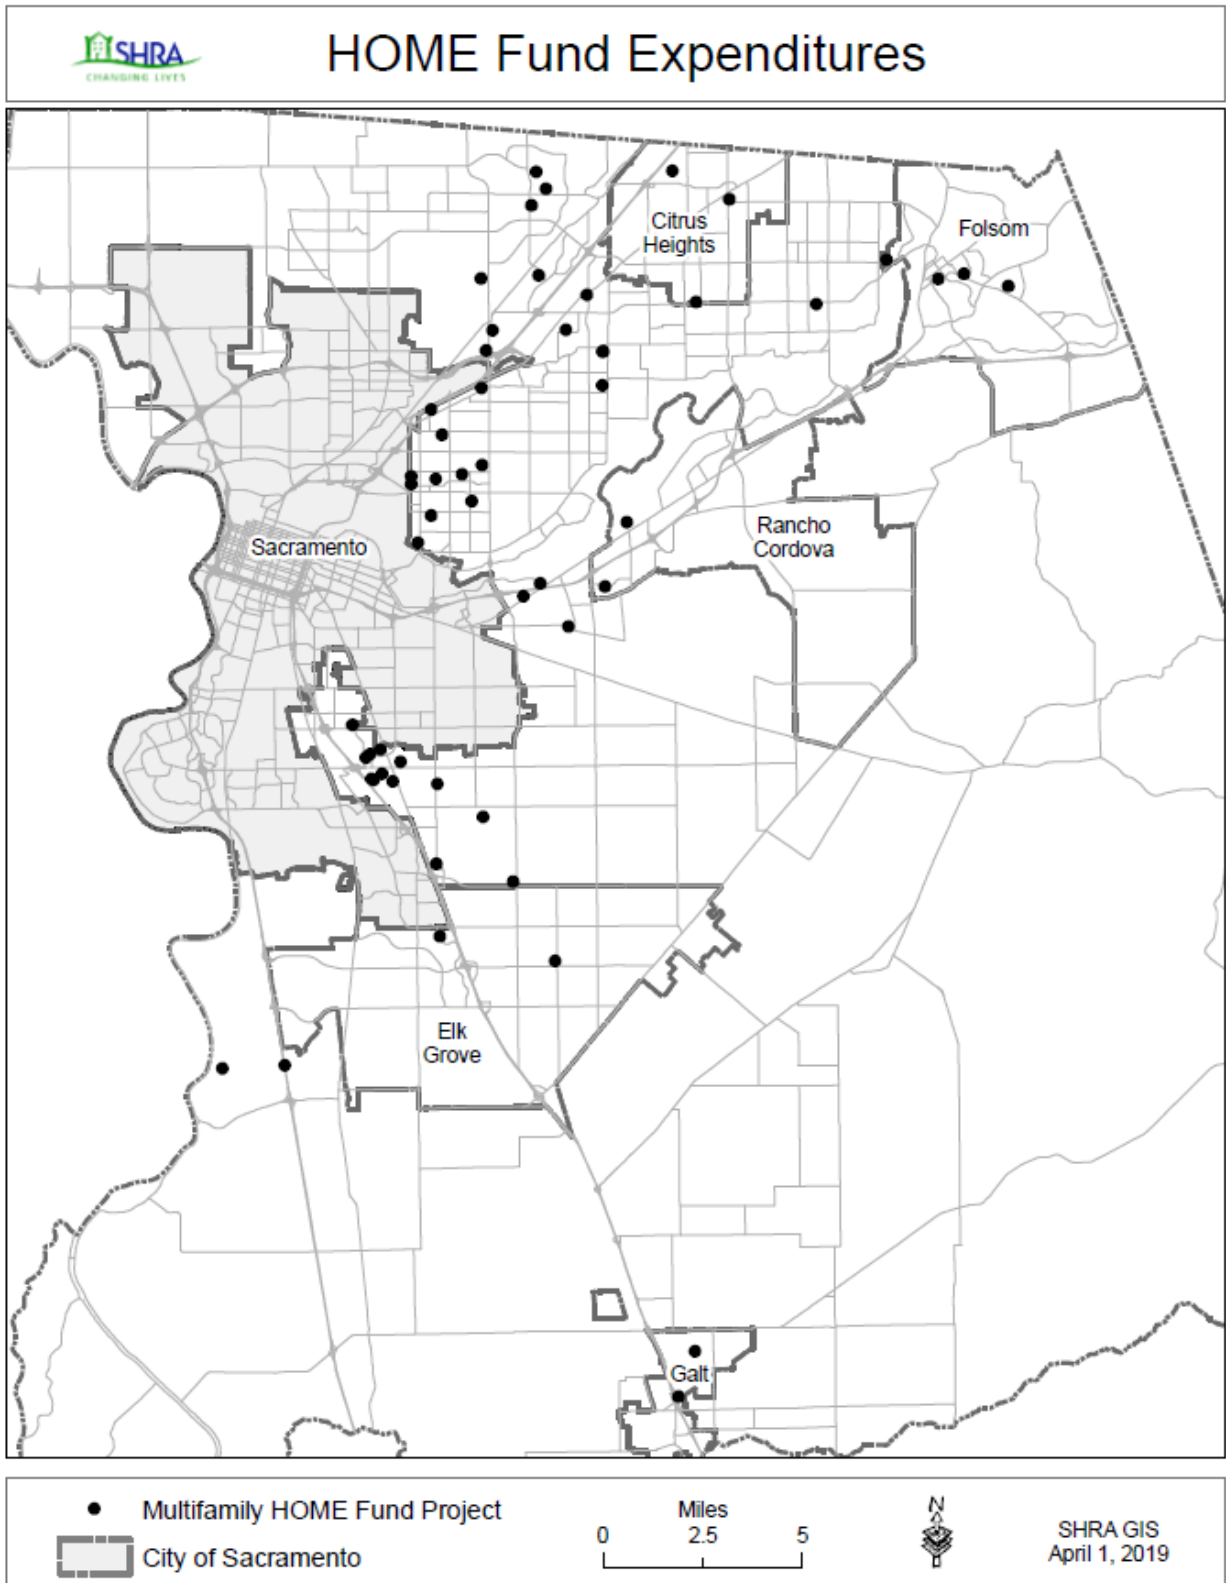 SHRA
CHANGING LIVES
HOME Fund Expenditures
Citrus
Heights
Folsom
Rancho
Cordova
Sacramento
Elk
Grove
Galt
Multifamily HOME Fund Project
City of Sacramento
Miles
0 2.5 5
N
SHRA GIS
April 1, 2019